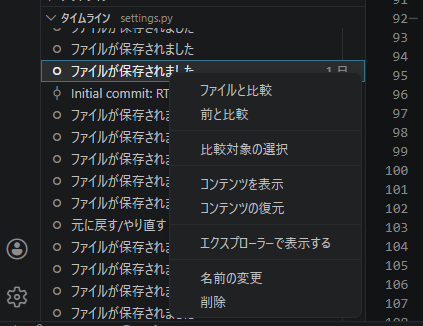 タイムライン settings.py
ファイルが保存されました
ファイルが保存されました
ファイルが保存されました 1 日
Initial commit: RT
ファイルが保存されま
ファイルが保存されま
ファイルが保存されま
ファイルが保存されま
ファイルが保存されま
元に戻す/やり直す
ファイルが保存されま
ファイルが保存されま
ファイルが保存されま
ファイルが保存されました
ファイルと比較
前と比較
比較対象の選択
コンテンツを表示
コンテンツの復元
エクスプローラーで表示する
名前の変更
削除
91
92
93
94
95
96
97
98
99
100
101
102
103
104
105
106
107
108